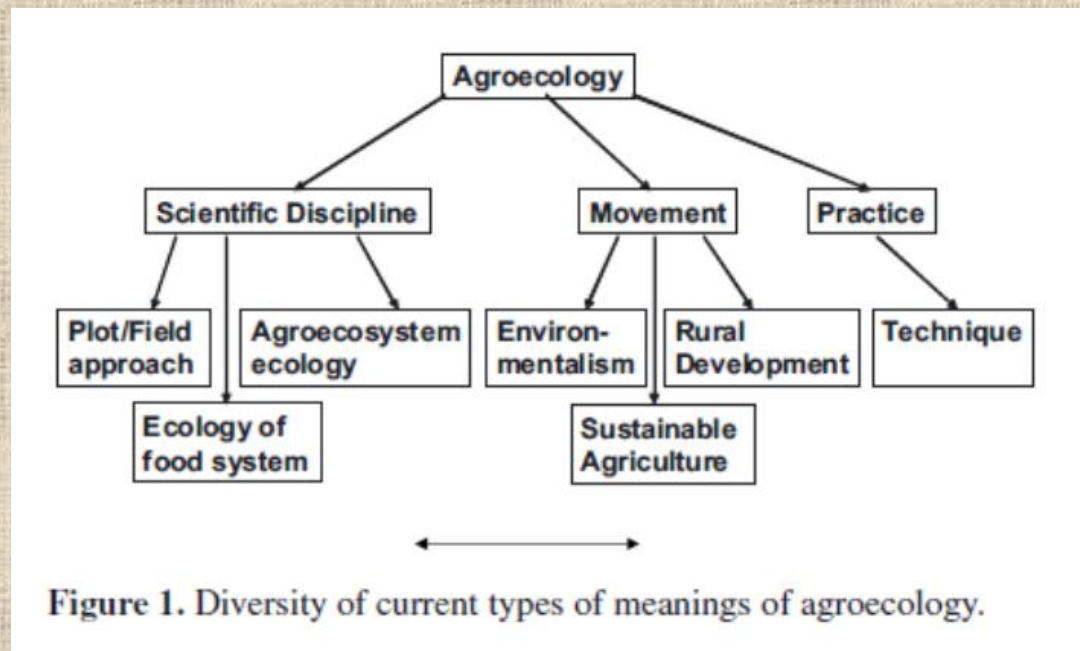 Agroecology
Scientific Discipline
Movement
Practice
Plot/Field
approach
Agroecosystem
ecology
Environ-
mentalism
Rural
Development
Technique
Ecology of
food system
Sustainable
Agriculture
Figure 1. Diversity of current types of meanings of agroecology.